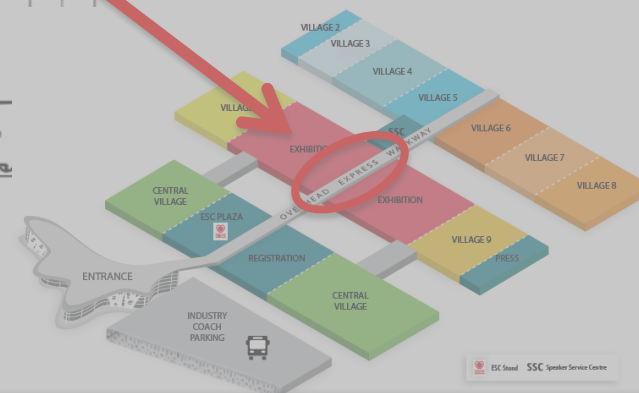 VILLAGE 2
VILLAGE 3
VILLAGE 4
VILLAGE 5
SSC
VILLAGE 6
VILLAGE 7
VILLAGE 8
EXHIBITION
OVERHEAD EXPRESS WALKWAY
EXHIBITION
CENTRAL
VILLAGE
ESC PLAZA
VILLAGE 9
PRESS
REGISTRATION
ENTRANCE
CENTRAL
VILLAGE
INDUSTRY
COACH
PARKING
ESC Stand SSC Speaker Service Centre